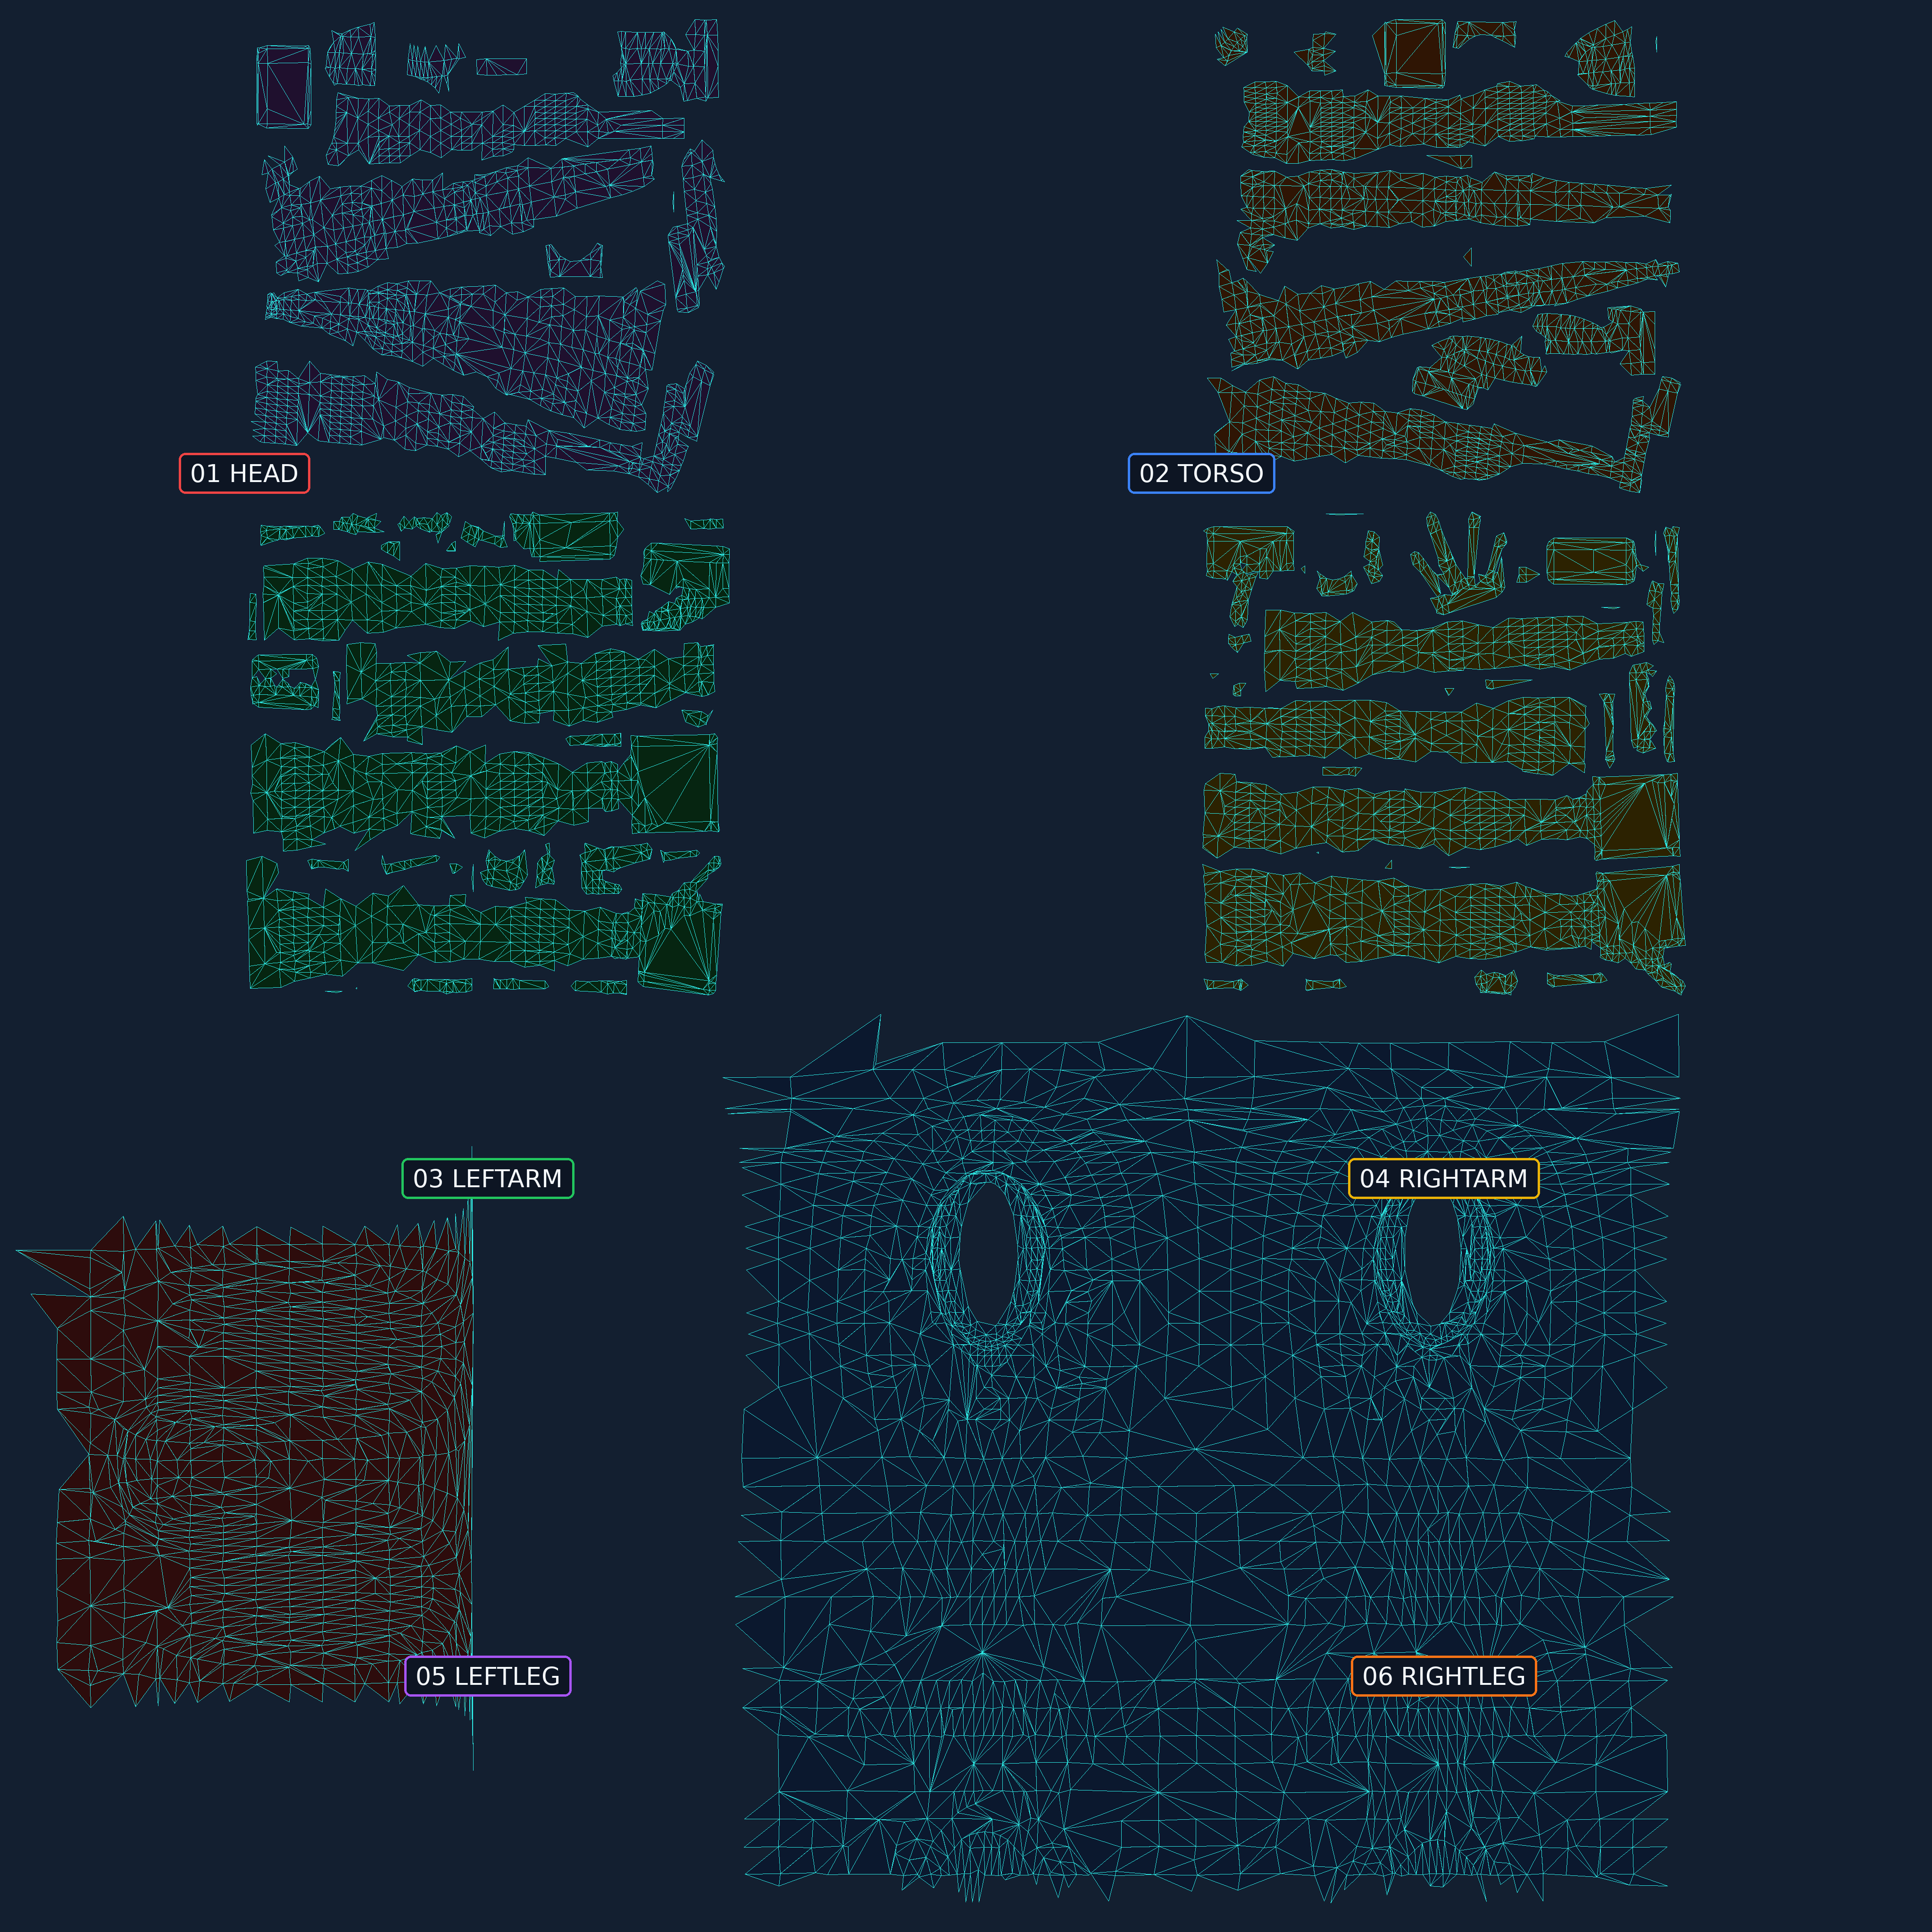 01 HEAD
02 TORSO
03 LEFTARM
04 RIGHTARM
05 LEFTLEG
06 RIGHTLEG